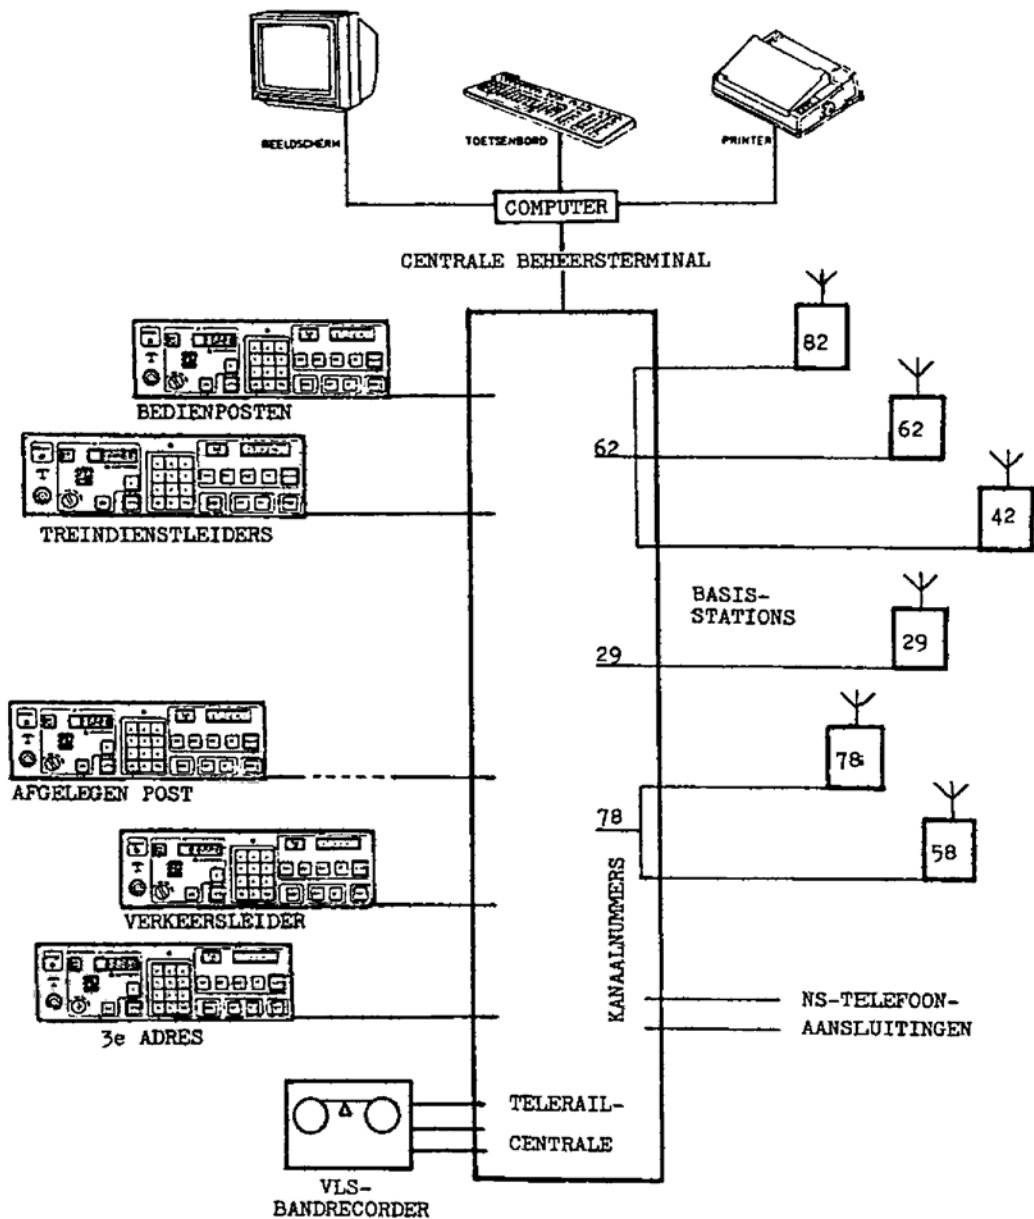 BEELDSCHERM
TOETSENBORD
PRINTER
COMPUTER
CENTRALE BEHEERSTERMINAL
82
BEDIENPOSTEN
62
62
42
TREINDIENSTLEIDERS
BASIS-
STATIONS
29
29
AFGELEGEN POST
78
78
58
VERKEERSLEIDER
KANAALNUMMERS
3e ADRES
NS-TELEFOON-
AANSLUITINGEN
TELERAIL-
CENTRALE
VLS-
BANDRECORDER